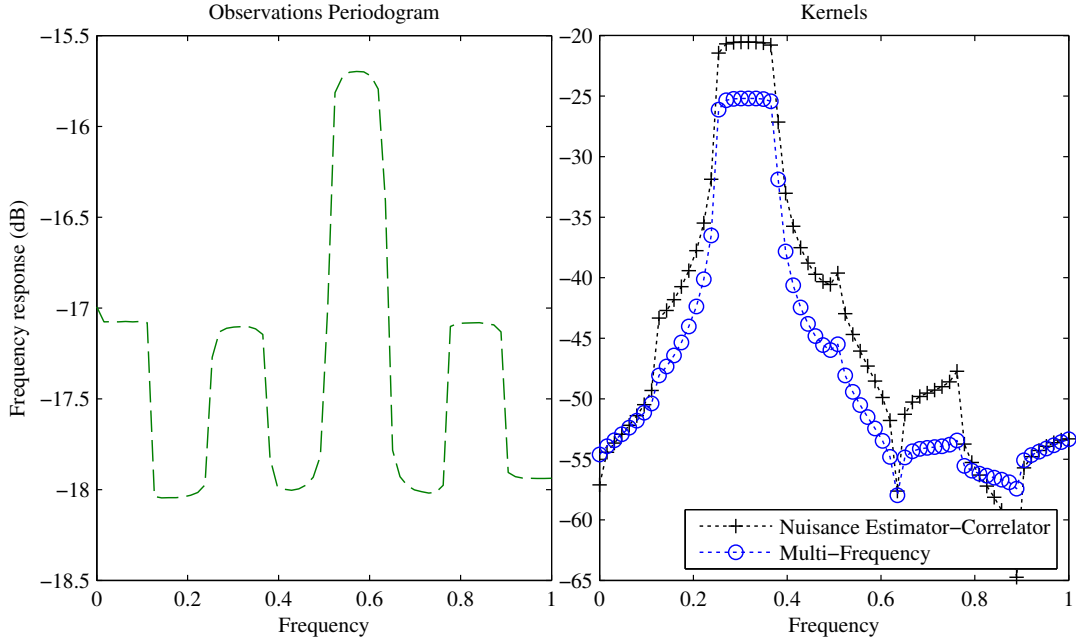 Observations Periodogram
Frequency response (dB)
−15.5
−16
−16.5
−17
−17.5
−18
−18.5
0 0.2 0.4 0.6 0.8 1
Frequency
Kernels
−20
−25
−30
−35
−40
−45
−50
−55
−60
−65
Nuisance Estimator−Correlator
Multi−Frequency
0 0.2 0.4 0.6 0.8 1
Frequency